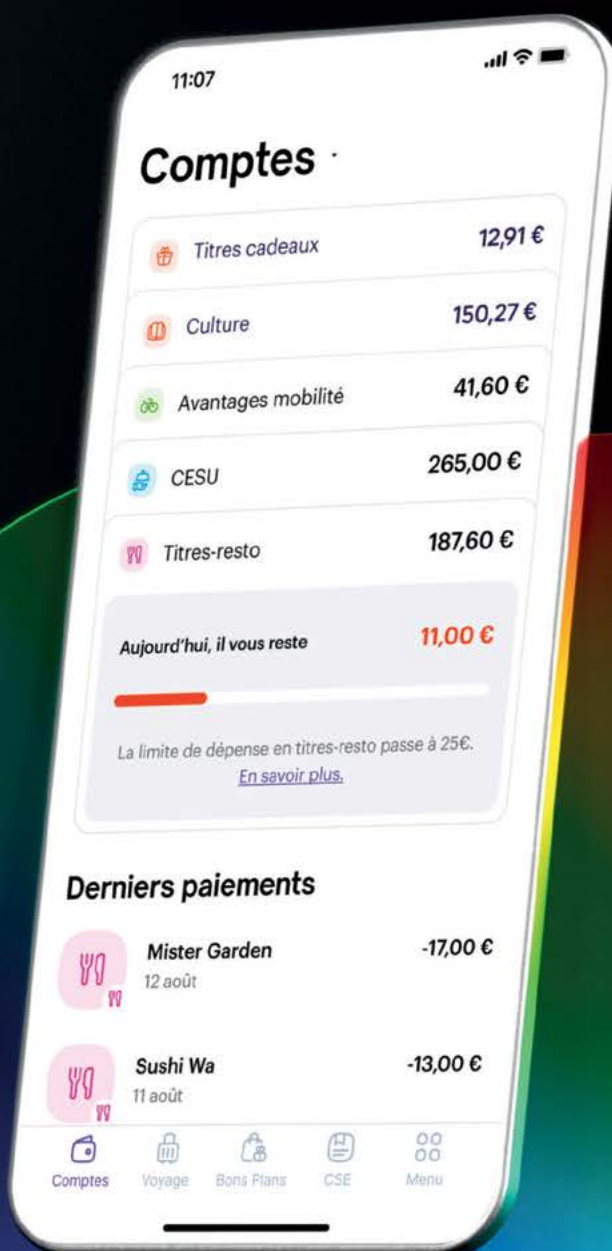 11:07
Comptes
Titres cadeaux 12,91 €
Culture 150,27 €
Avantages mobilité 41,60 €
CESU 265,00 €
Titres-resto 187,60 €
Aujourd'hui, il vous reste 11,00 €
La limite de dépense en titres-resto passe à 25€.
En savoir plus.
Derniers paiements
Mister Garden -17,00 €
12 août
Sushi Wa -13,00 €
11 août
Comptes Voyage Bons Plans CSE Menu